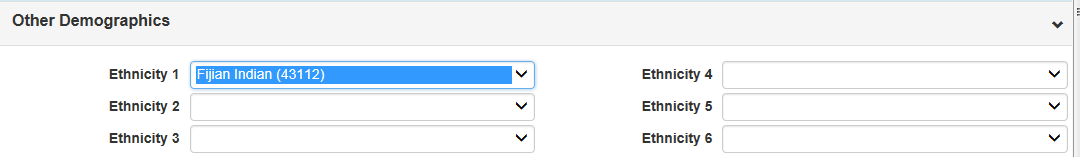 Other Demographics
Ethnicity 1 Fijian Indian (43112)
Ethnicity 4
Ethnicity 2
Ethnicity 5
Ethnicity 3
Ethnicity 6